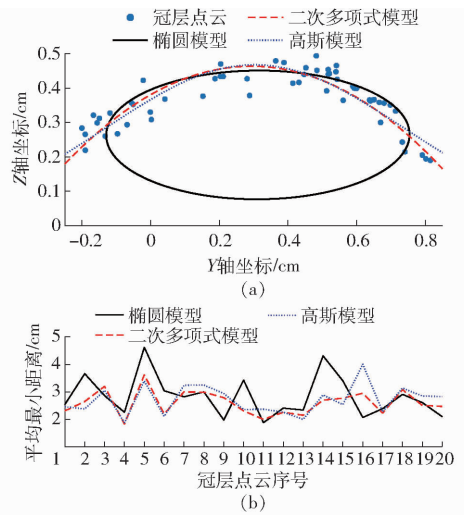 冠层点云 二次多项式模型
椭圆模型 高斯模型
Z轴坐标/cm
0.5
0.4
0.3
0.2
0.1
0
-0.2 0 0.2 0.4 0.6 0.8
Y轴坐标/cm
(a)
椭圆模型 高斯模型
二次多项式模型
平均最小距离/cm
5
4
3
2
1 2 3 4 5 6 7 8 9 10 11 12 13 14 15 16 17 18 19 20
冠层点云序号
(b)